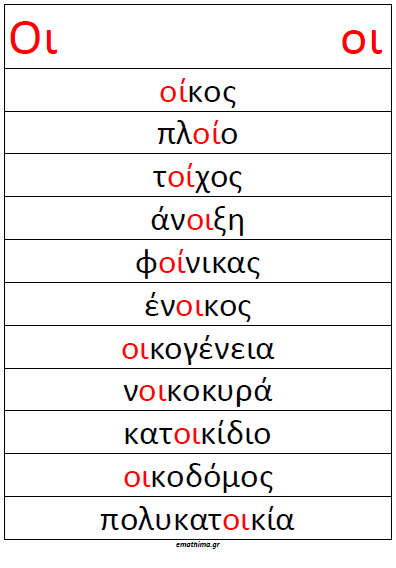 Οι οι
οίκος
πλοίο
τοίχος
άνοιξη
φοίνικας
ένοικος
οικογένεια
νοικοκυρά
κατοικίδιο
οικοδόμος
πολυκατοικία
emathima.gr